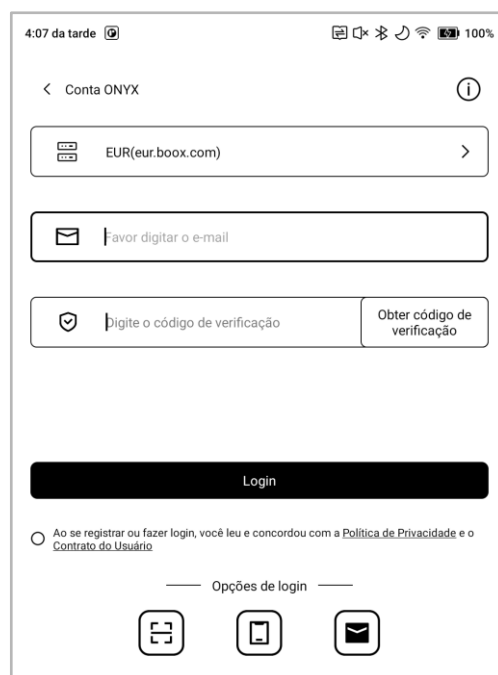 4:07 da tarde 100%
Conta ONYX
EUR(eur.boox.com)
Favor digitar o e-mail
Digite o código de verificação
Obter código de
verificação
Login
Ao se registrar ou fazer login, você leu e concordou com a Política de Privacidade e o
Contrato do Usuário
Opções de login